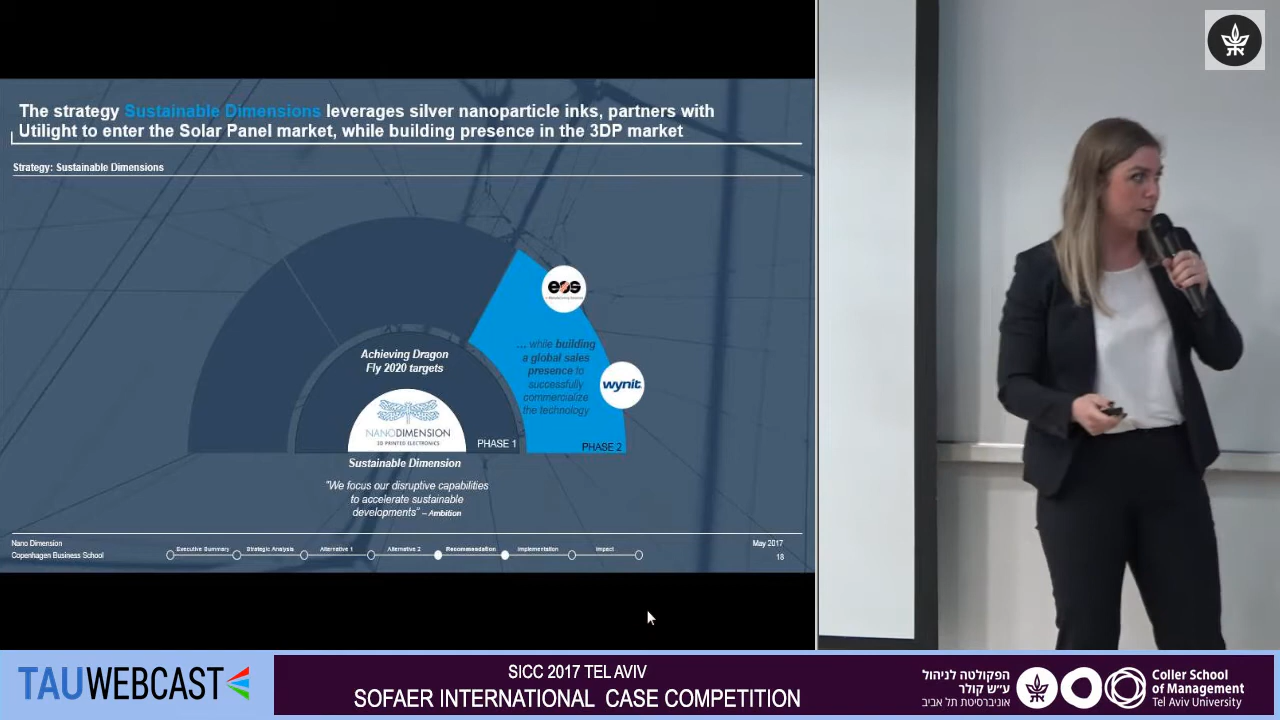 The strategy Sustainable Dimensions leverages silver nanoparticle inks, partners with
Utilight to enter the Solar Panel market, while building presence in the 3DP market
Strategy: Sustainable Dimensions
eos
... while building
a global sales
presence to
successfully
commercialize
the technology
wynit
PHASE 2
Achieving Dragon
Fly 2020 targets
NANODIMENSION
3D PRINTED ELECTRONICS
PHASE 1
Sustainable Dimension
"We focus our disruptive capabilities
to accelerate sustainable
developments" – Ambition
Nano Dimension
Copenhagen Business School
Executive Summary Strategic Analysis Alternative 1 Alternative 2 Recommendation Implementation Impact
May 2017
18
TAUWEBCAST
SICC 2017 TEL AVIV
SOFAER INTERNATIONAL CASE COMPETITION
הפקולטה לניהול
ע״ש קולר
אוניברסיטת תל אביב
Coller School
of Management
Tel Aviv University